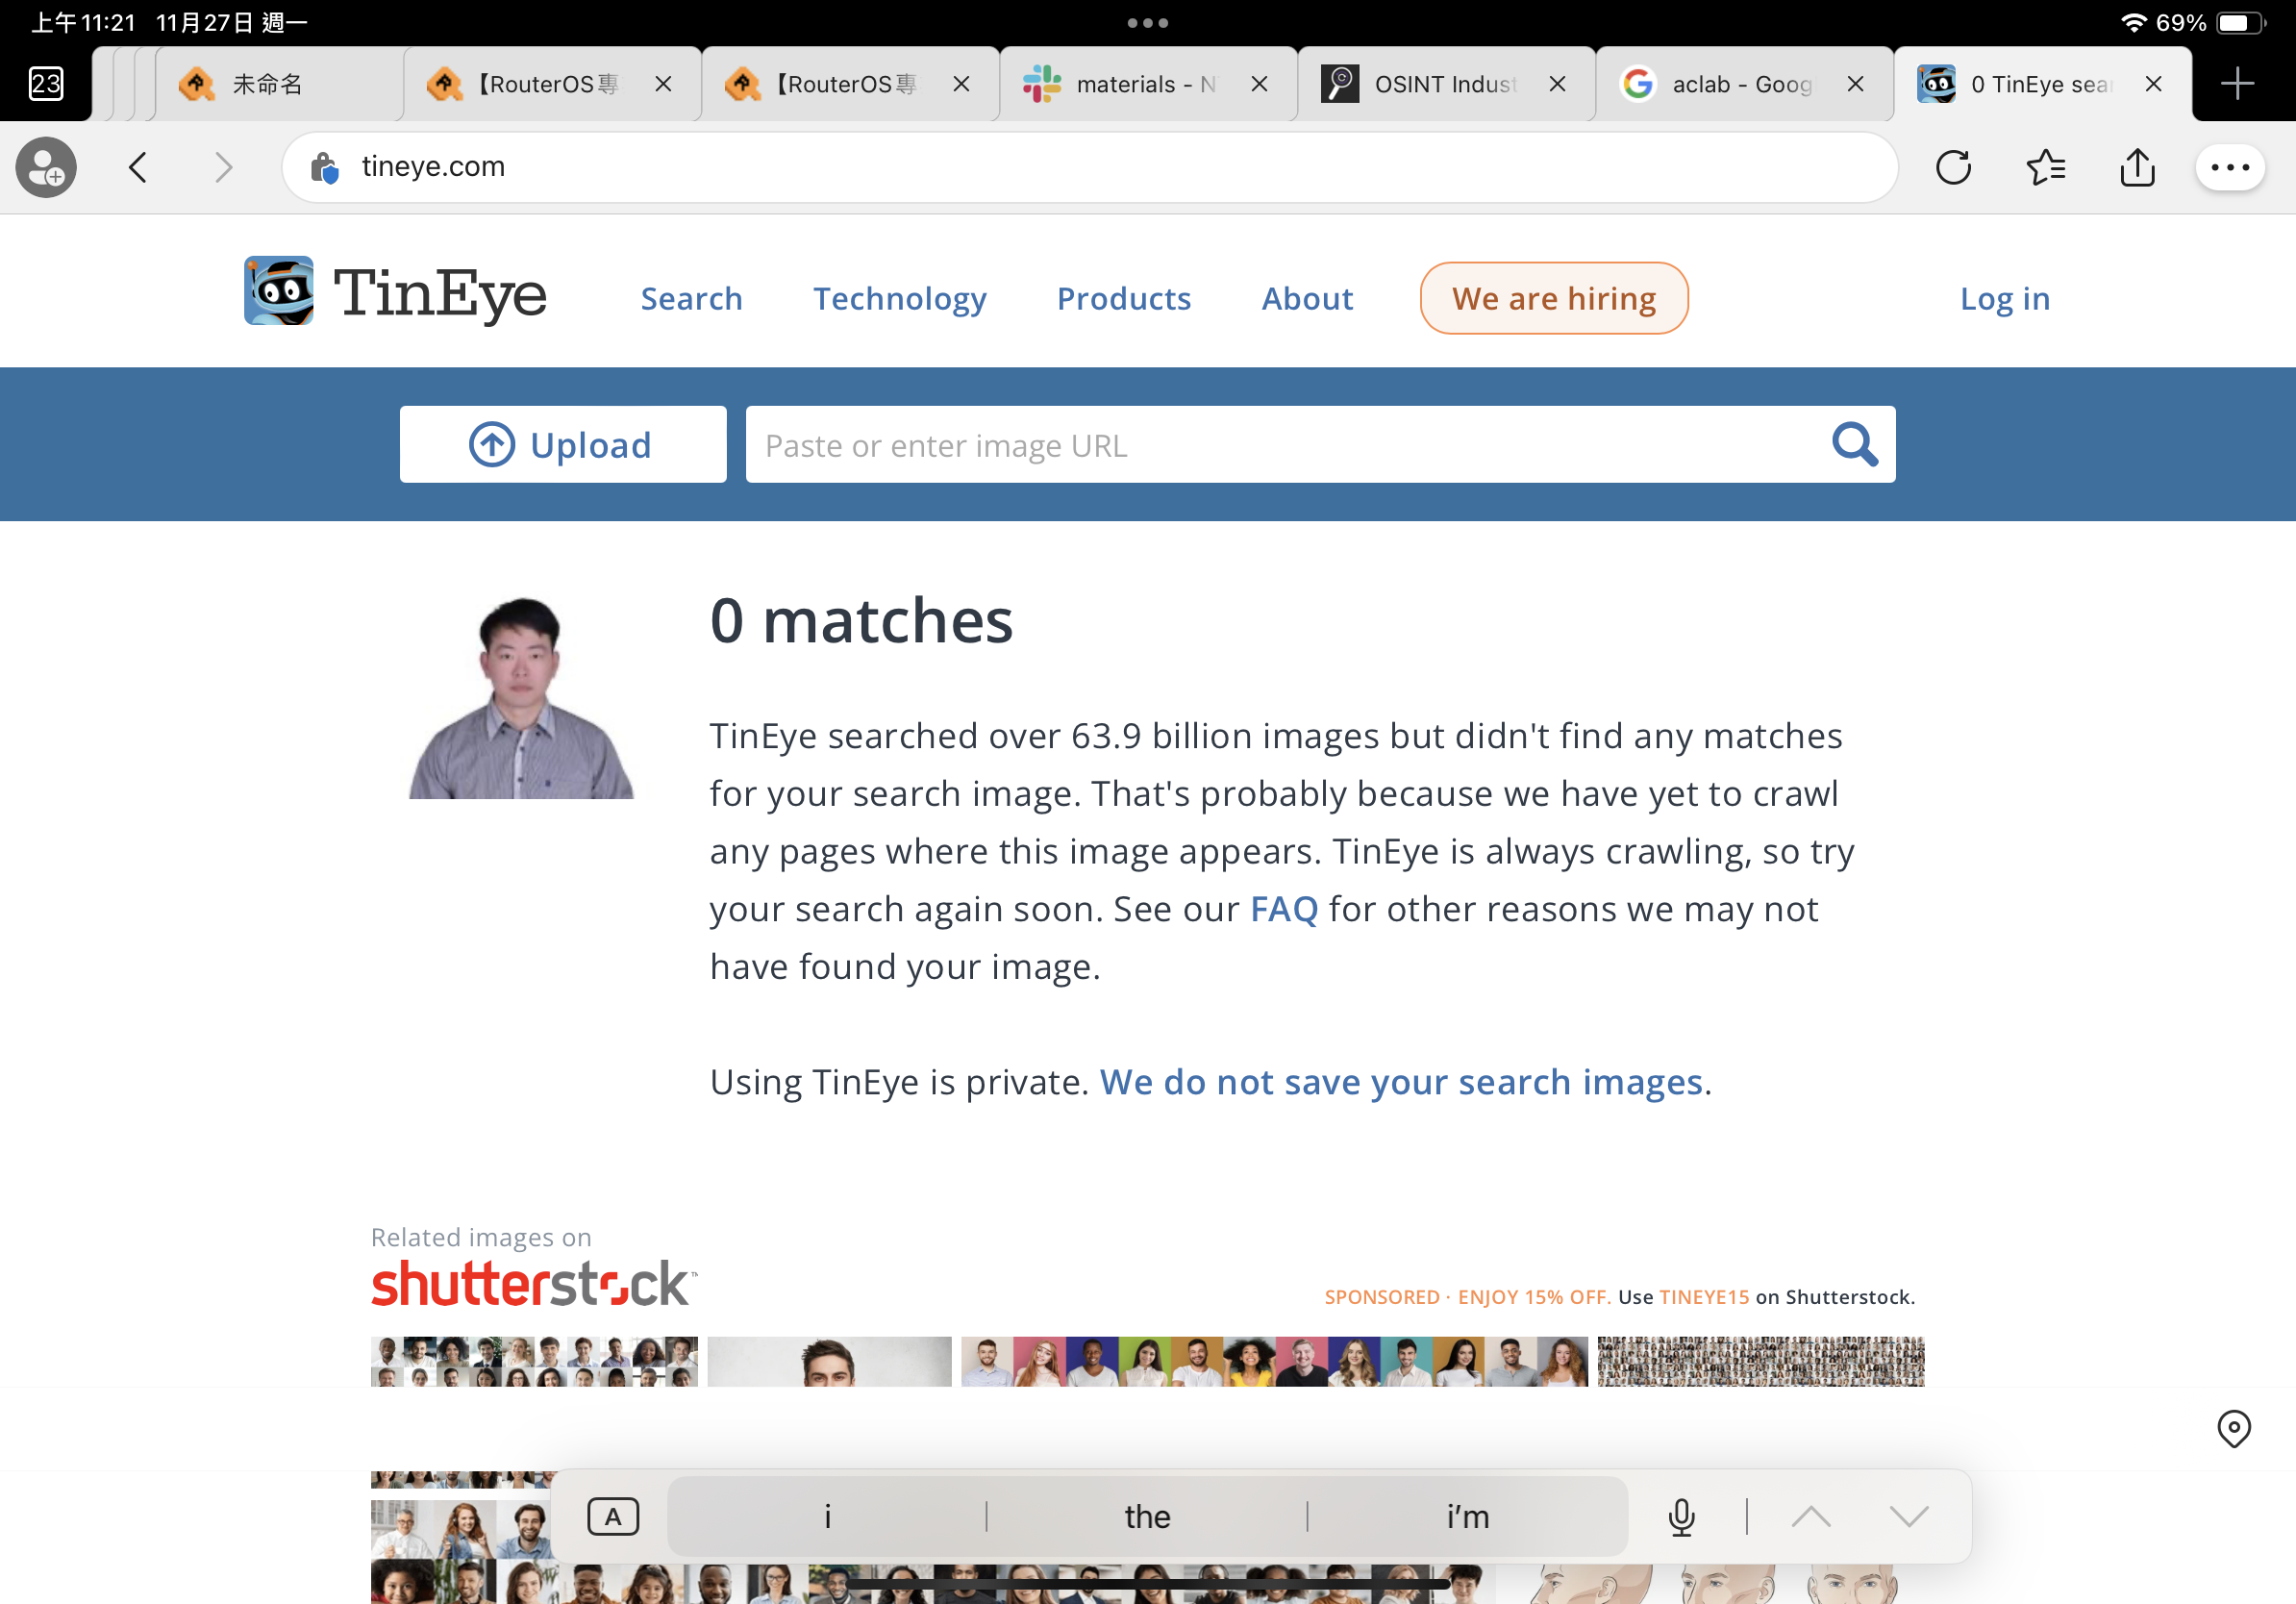 上午11:21 11月27日 週一
69%
23
未命名
【RouterOS專
【RouterOS專
materials - N
OSINT Indust
aclab - Goog
0 TinEye sear
tineye.com
TinEye
Search
Technology
Products
About
We are hiring
Log in
Upload
Paste or enter image URL
0 matches
TinEye searched over 63.9 billion images but didn't find any matches
for your search image. That's probably because we have yet to crawl
any pages where this image appears. TinEye is always crawling, so try
your search again soon. See our FAQ for other reasons we may not
have found your image.
Using TinEye is private. We do not save your search images.
Related images on
shutterstock™
SPONSORED · ENJOY 15% OFF. Use TINEYE15 on Shutterstock.
A
i
the
i'm